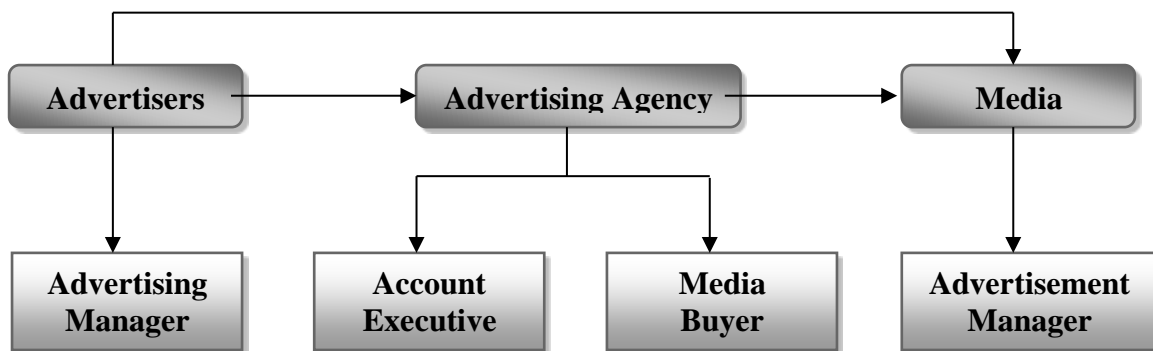 Advertisers
Advertising Agency
Media
Advertising
Manager
Account
Executive
Media
Buyer
Advertisement
Manager